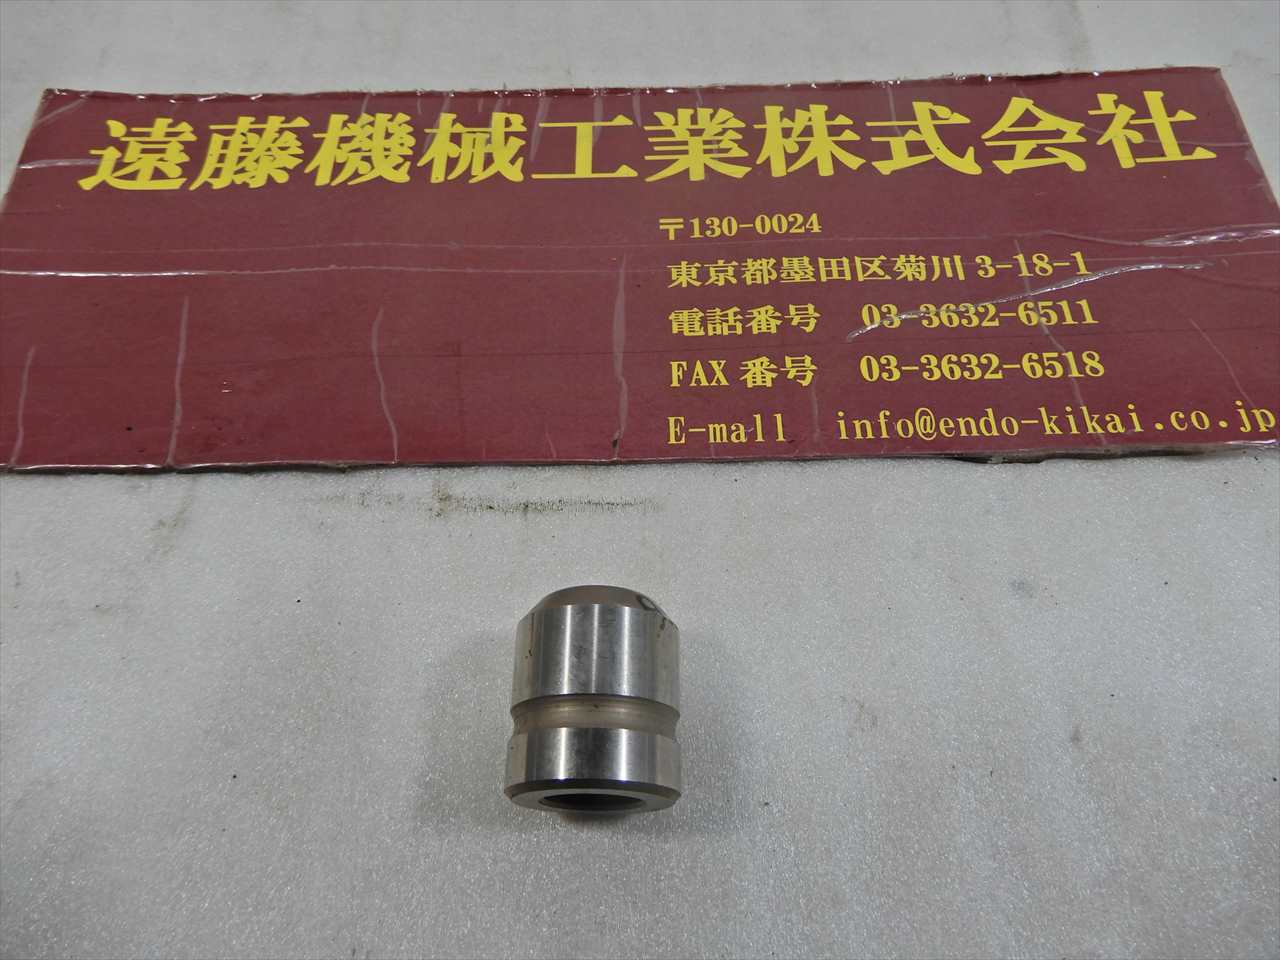 遠藤機械工業株式会社
〒130-0024
東京都墨田区菊川 3-18-1
電話番号 03-3632-6511
FAX 番号 03-3632-6518
E-mall info@endo-kikai.co.jp